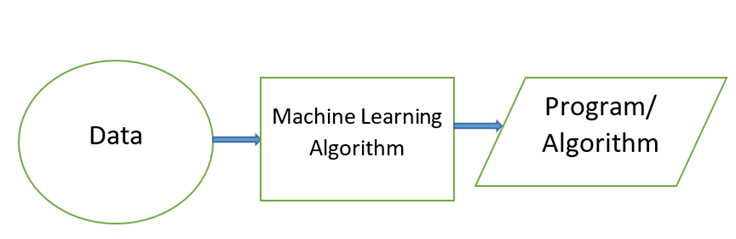 Data
Machine Learning
Algorithm
Program/
Algorithm